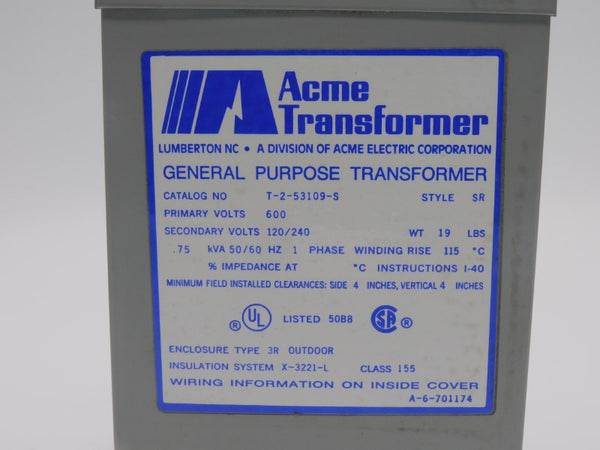 Acme
Transformer
LUMBERTON NC • A DIVISION OF ACME ELECTRIC CORPORATION
GENERAL PURPOSE TRANSFORMER
CATALOG NO T-2-53109-S STYLE SR
PRIMARY VOLTS 600
SECONDARY VOLTS 120/240 WT 19 LBS
.75 kVA 50/60 HZ 1 PHASE WINDING RISE 115 °C
% IMPEDANCE AT °C INSTRUCTIONS I-40
MINIMUM FIELD INSTALLED CLEARANCES: SIDE 4 INCHES, VERTICAL 4 INCHES
® UL LISTED 50B8 SA ®
ENCLOSURE TYPE 3R OUTDOOR
INSULATION SYSTEM X-3221-L CLASS 155
WIRING INFORMATION ON INSIDE COVER
A-6-701174